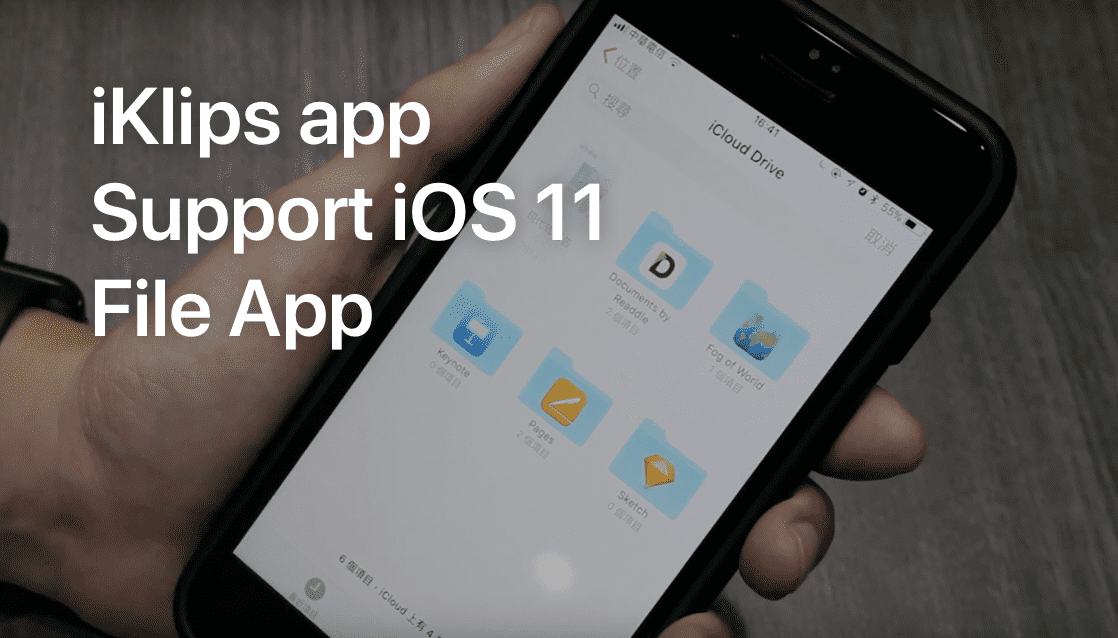 iKlips app
Support iOS 11
File App
中華電信
16:41
55%
位置
iCloud Drive
取消
搜尋
Documents by
Readdle
2 個項目
Fog of World
1 個項目
Keynote
0 個項目
Pages
2 個項目
Sketch
0 個項目
6 個項目，iCloud 上有 4.